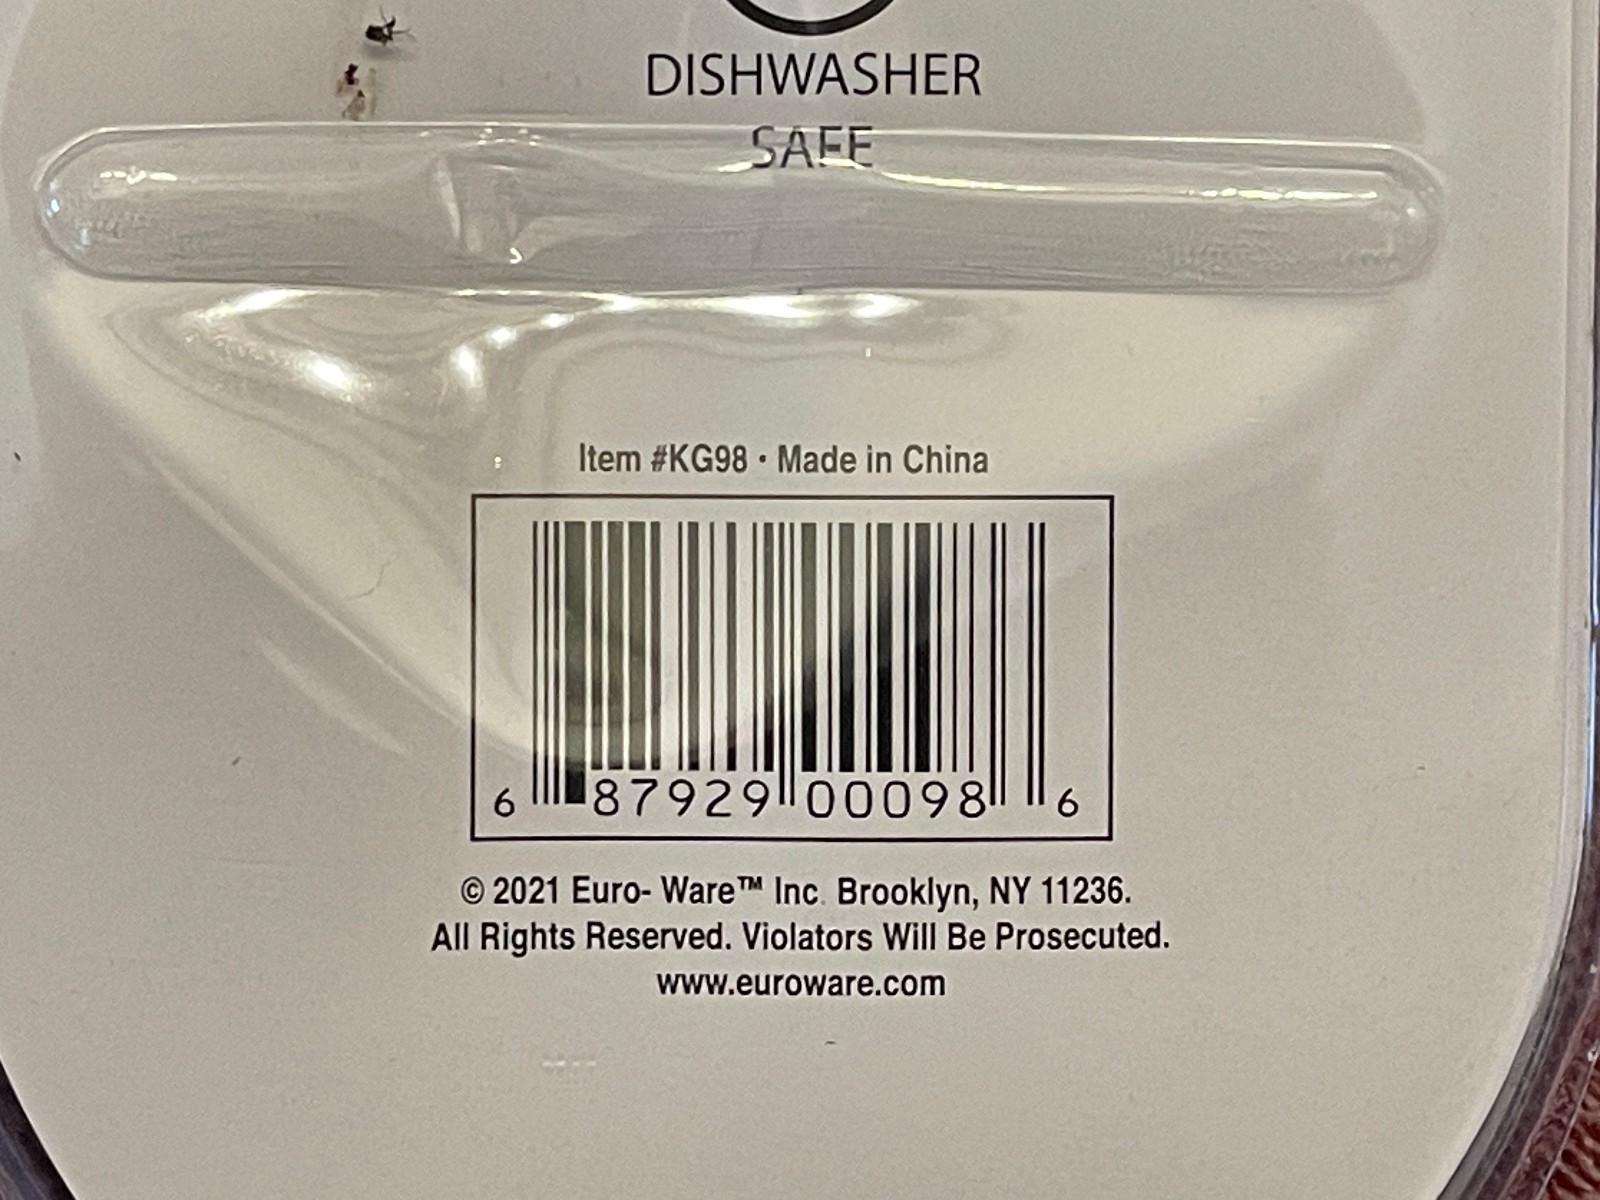 DISHWASHER
SAFE
Item #KG98 • Made in China
6 87929 00098 6
© 2021 Euro- Ware™ Inc. Brooklyn, NY 11236.
All Rights Reserved. Violators Will Be Prosecuted.
www.euroware.com